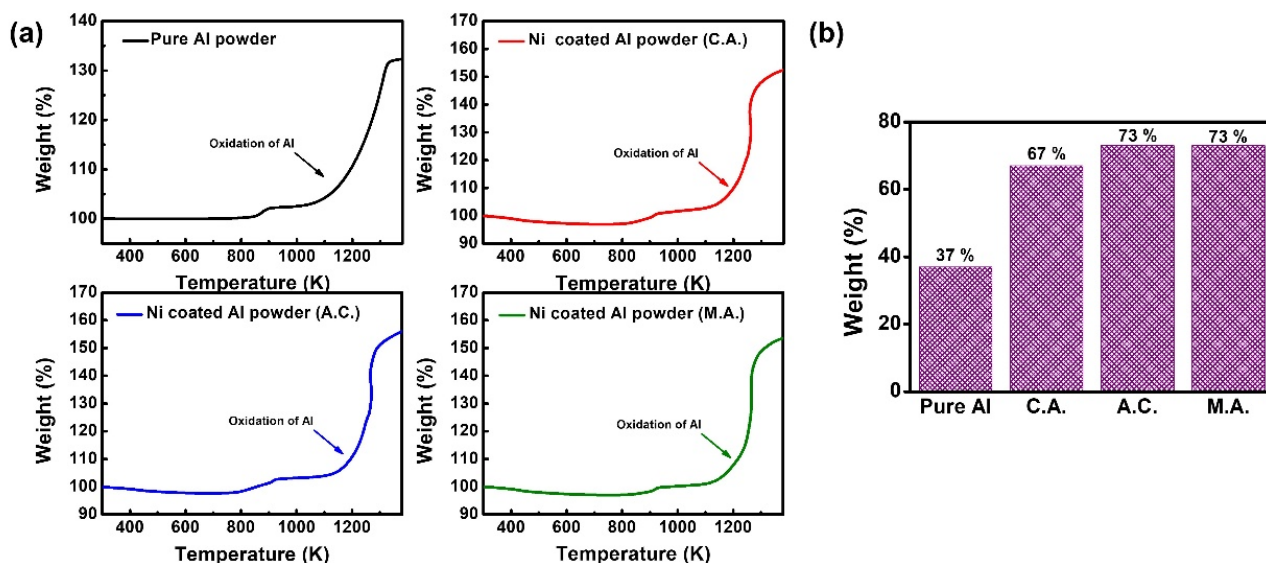 (a)
Pure Al powder
140
130
120
110
100
Weight (%)
Oxidation of Al
400 600 800 1000 1200
Temperature (K)
Ni coated Al powder (C.A.)
170
160
150
140
130
120
110
100
90
Weight (%)
Oxidation of Al
400 600 800 1000 1200
Temperature (K)
Ni coated Al powder (A.C.)
170
160
150
140
130
120
110
100
90
Weight (%)
Oxidation of Al
400 600 800 1000 1200
Temperature (K)
Ni coated Al powder (M.A.)
170
160
150
140
130
120
110
100
90
Weight (%)
Oxidation of Al
400 600 800 1000 1200
Temperature (K)
(b)
80
60
40
20
0
Weight (%)
37 %
67 %
73 %
73 %
Pure Al C.A. A.C. M.A.